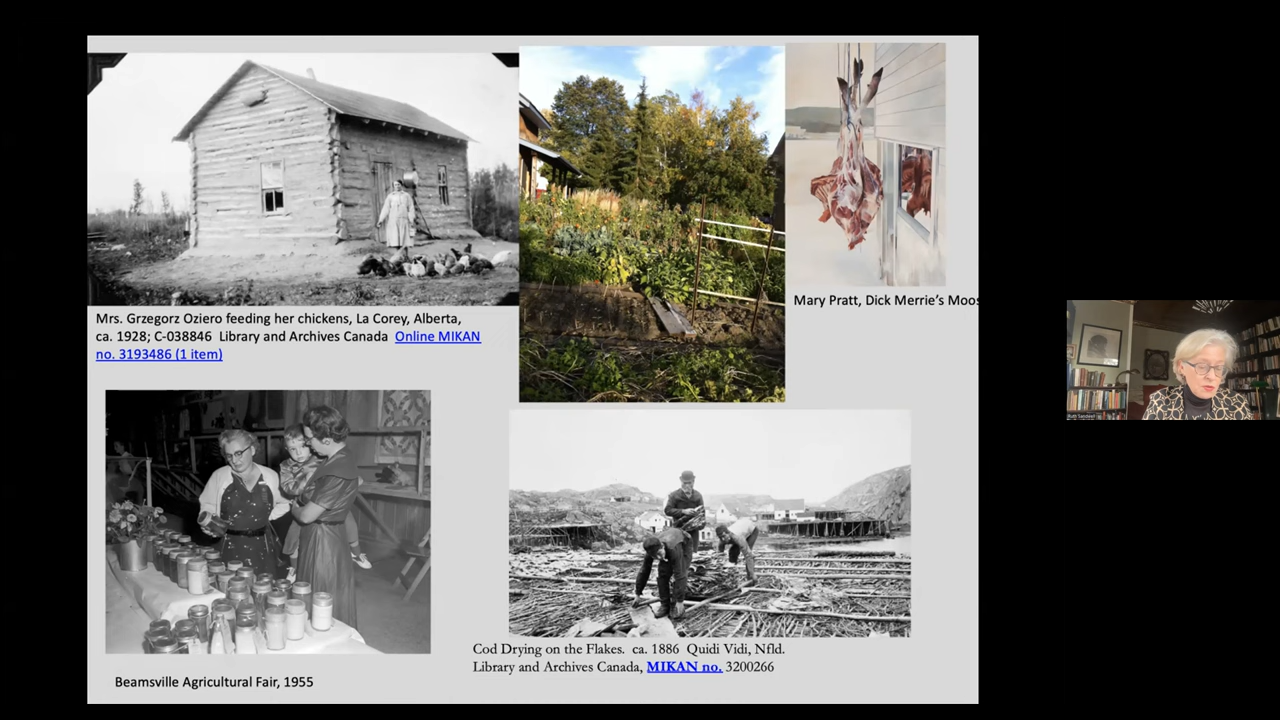 Mary Pratt, Dick Merrie's Moos
Mrs. Grzegorz Oziero feeding her chickens, La Corey, Alberta,
ca. 1928; C-038846 Library and Archives Canada Online MIKAN
no. 3193486 (1 item)
Cod Drying on the Flakes. ca. 1886 Quidi Vidi, Nfld.
Library and Archives Canada, MIKAN no. 3200266
Beamsville Agricultural Fair, 1955
Ruth Sandwell